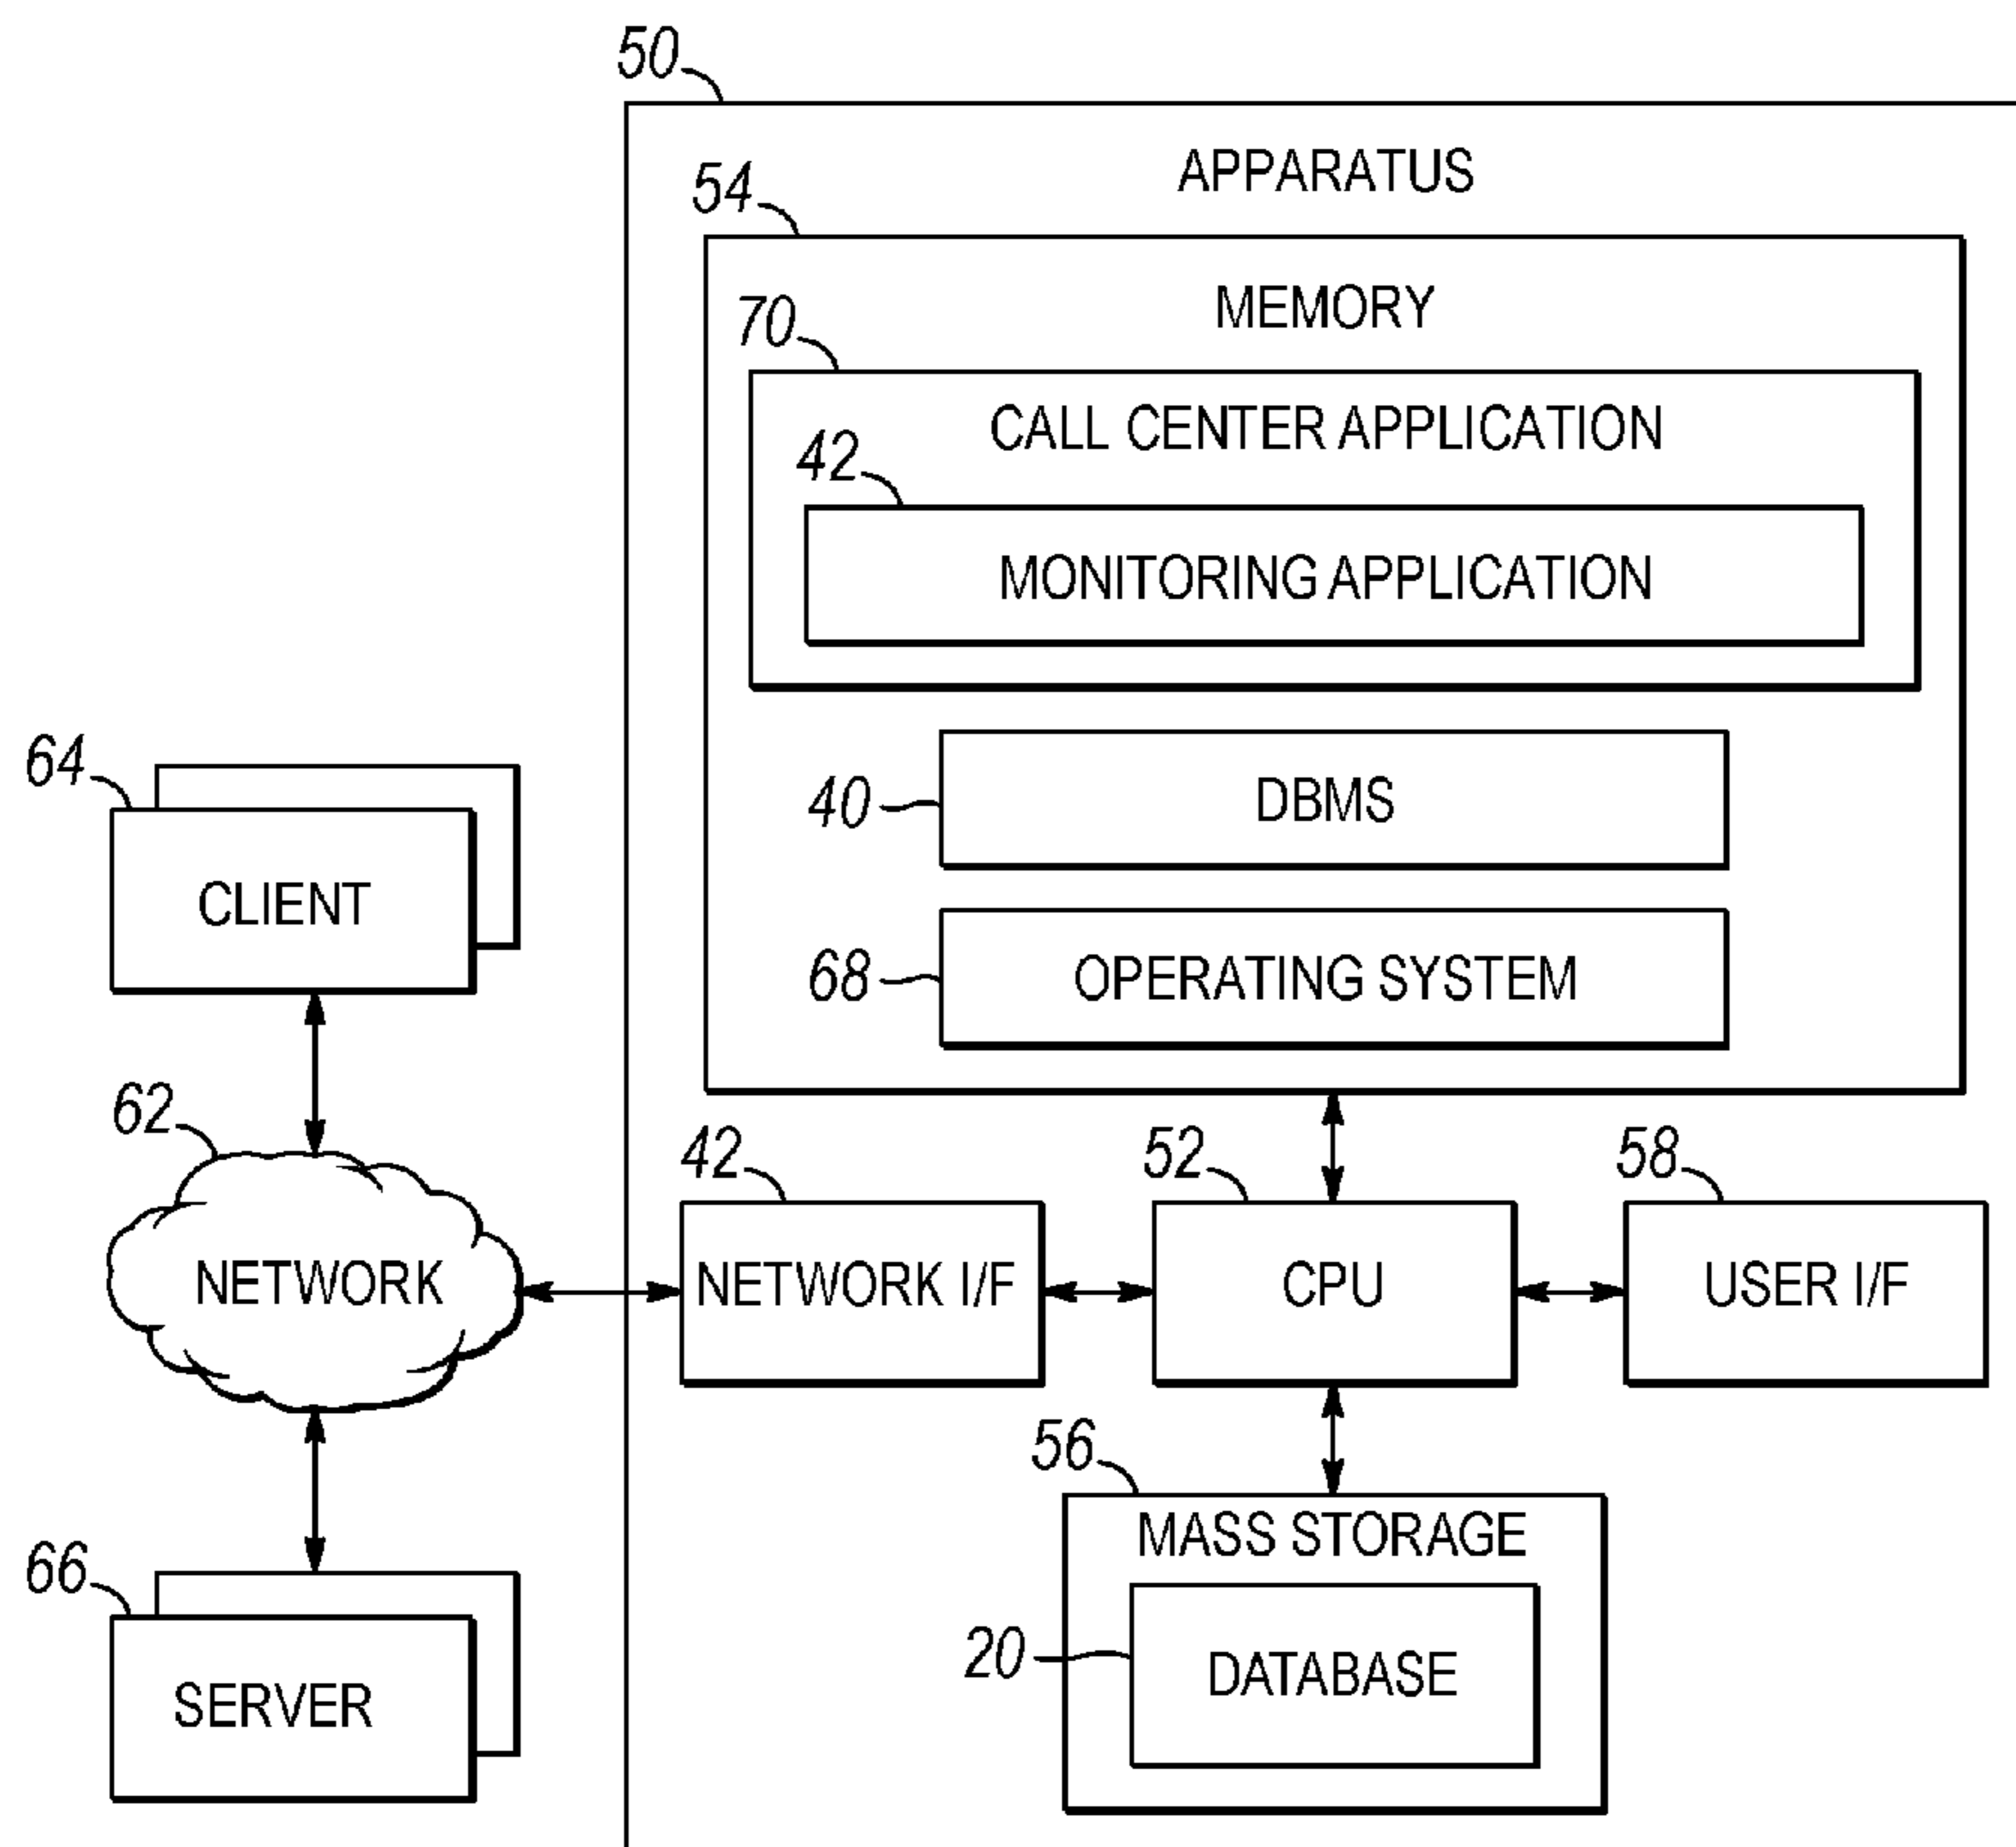 50
APPARATUS
54
MEMORY
70
CALL CENTER APPLICATION
42
MONITORING APPLICATION
64
CLIENT
40
DBMS
68
OPERATING SYSTEM
62
NETWORK
42
NETWORK I/F
52
CPU
58
USER I/F
56
MASS STORAGE
20
DATABASE
66
SERVER